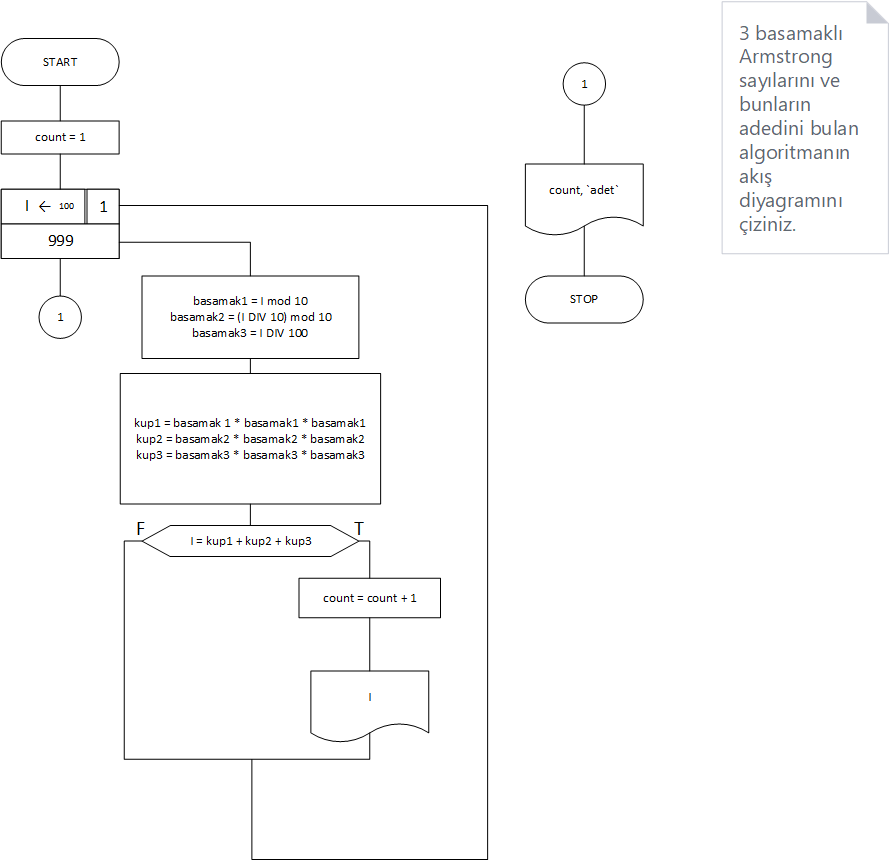 START
count = 1
I ← 100
1
999
1
basamak1 = I mod 10
basamak2 = (I DIV 10) mod 10
basamak3 = I DIV 100
kup1 = basamak 1 * basamak1 * basamak1
kup2 = basamak2 * basamak2 * basamak2
kup3 = basamak3 * basamak3 * basamak3
F
T
I = kup1 + kup2 + kup3
count = count + 1
I
1
count, `adet`
STOP
3 basamaklı
Armstrong
sayılarını ve
bunların
adedini bulan
algoritmanın
akış
diyagramını
çiziniz.